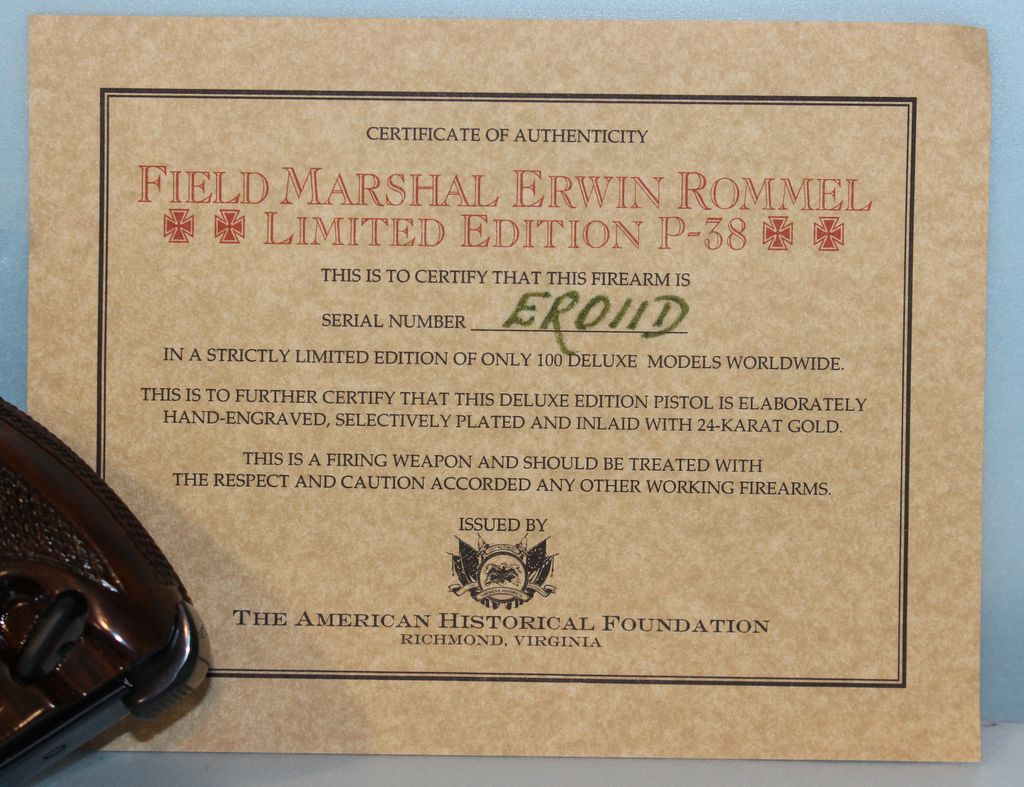 CERTIFICATE OF AUTHENTICITY
FIELD MARSHAL ERWIN ROMMEL
LIMITED EDITION P-38
THIS IS TO CERTIFY THAT THIS FIREARM IS
SERIAL NUMBER ERO11D
IN A STRICTLY LIMITED EDITION OF ONLY 100 DELUXE MODELS WORLDWIDE.
THIS IS TO FURTHER CERTIFY THAT THIS DELUXE EDITION PISTOL IS ELABORATELY
HAND-ENGRAVED, SELECTIVELY PLATED AND INLAID WITH 24-KARAT GOLD.
THIS IS A FIRING WEAPON AND SHOULD BE TREATED WITH
THE RESPECT AND CAUTION ACCORDED ANY OTHER WORKING FIREARMS.
ISSUED BY
THE AMERICAN HISTORICAL FOUNDATION
RICHMOND, VIRGINIA